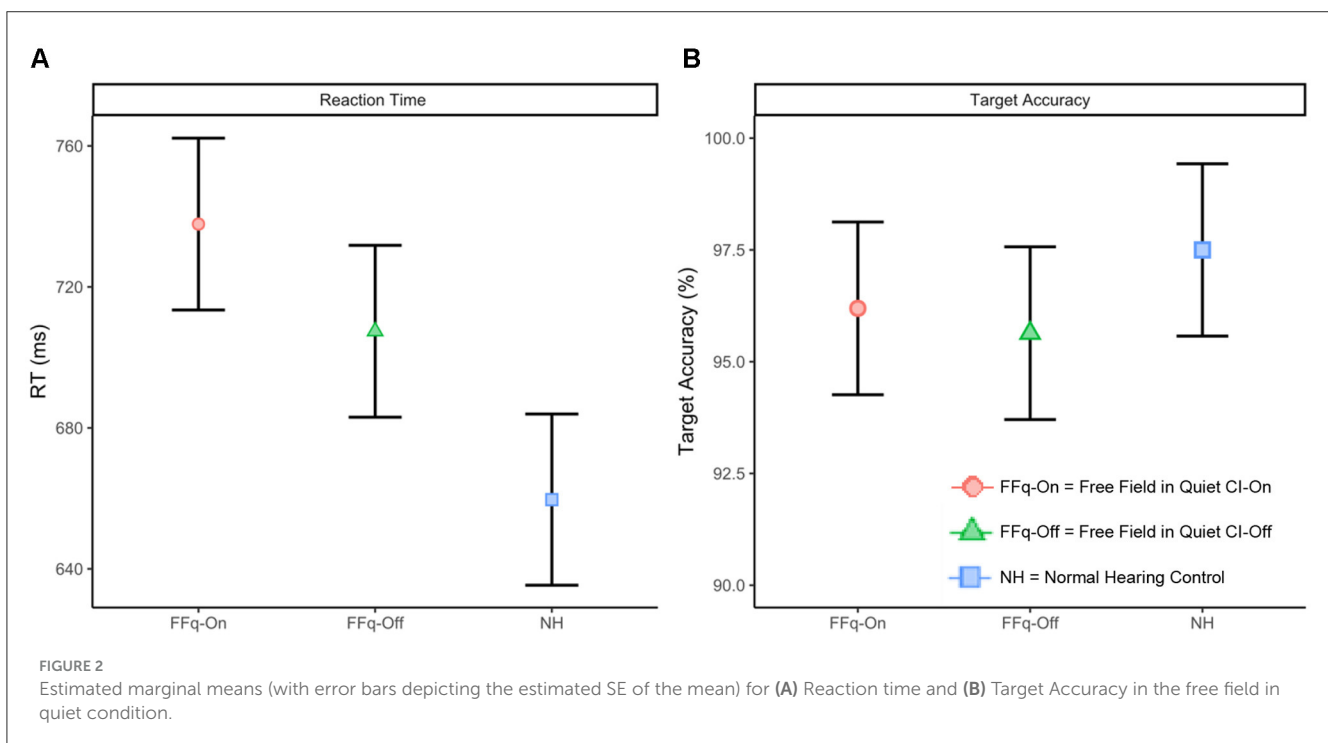 A
Reaction Time
RT (ms)
760
720
680
640
FFq-On
FFq-Off
NH
B
Target Accuracy
Target Accuracy (%)
100.0
97.5
95.0
92.5
90.0
FFq-On = Free Field in Quiet CI-On
FFq-Off = Free Field in Quiet CI-Off
NH = Normal Hearing Control
FFq-On
FFq-Off
NH
FIGURE 2
Estimated marginal means (with error bars depicting the estimated SE of the mean) for (A) Reaction time and (B) Target Accuracy in the free field in
quiet condition.